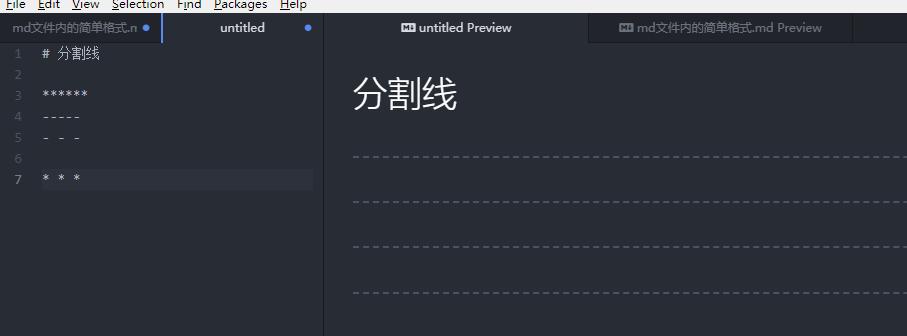 File Edit View Selection Find Packages Help
md文件内的简单格式.m untitled untitled Preview md文件内的简单格式.md Preview
1 # 分割线
2
3 ******
4 -----
5 - - -
6
7 * * *
分割线